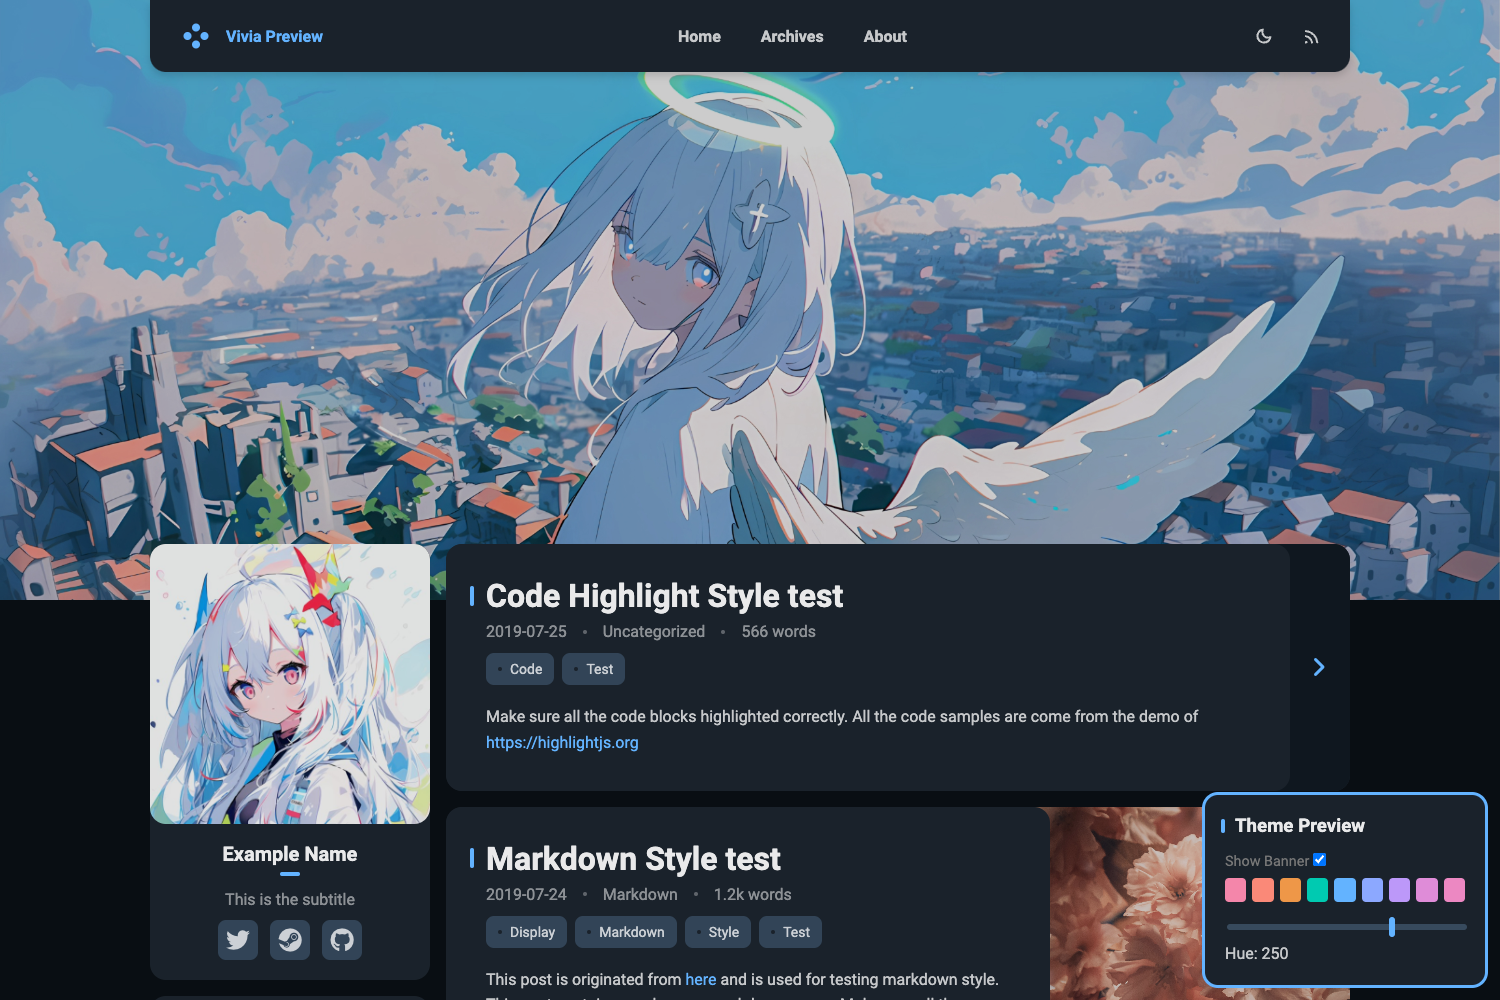 Vivia Preview
Home
Archives
About
Code Highlight Style test
2019-07-25 • Uncategorized • 566 words
• Code • Test
Make sure all the code blocks highlighted correctly. All the code samples are come from the demo of
https://highlightjs.org
Example Name
This is the subtitle
Markdown Style test
2019-07-24 • Markdown • 1.2k words
• Display • Markdown • Style • Test
This post is originated from here and is used for testing markdown style.
Theme Preview
Show Banner
Hue: 250